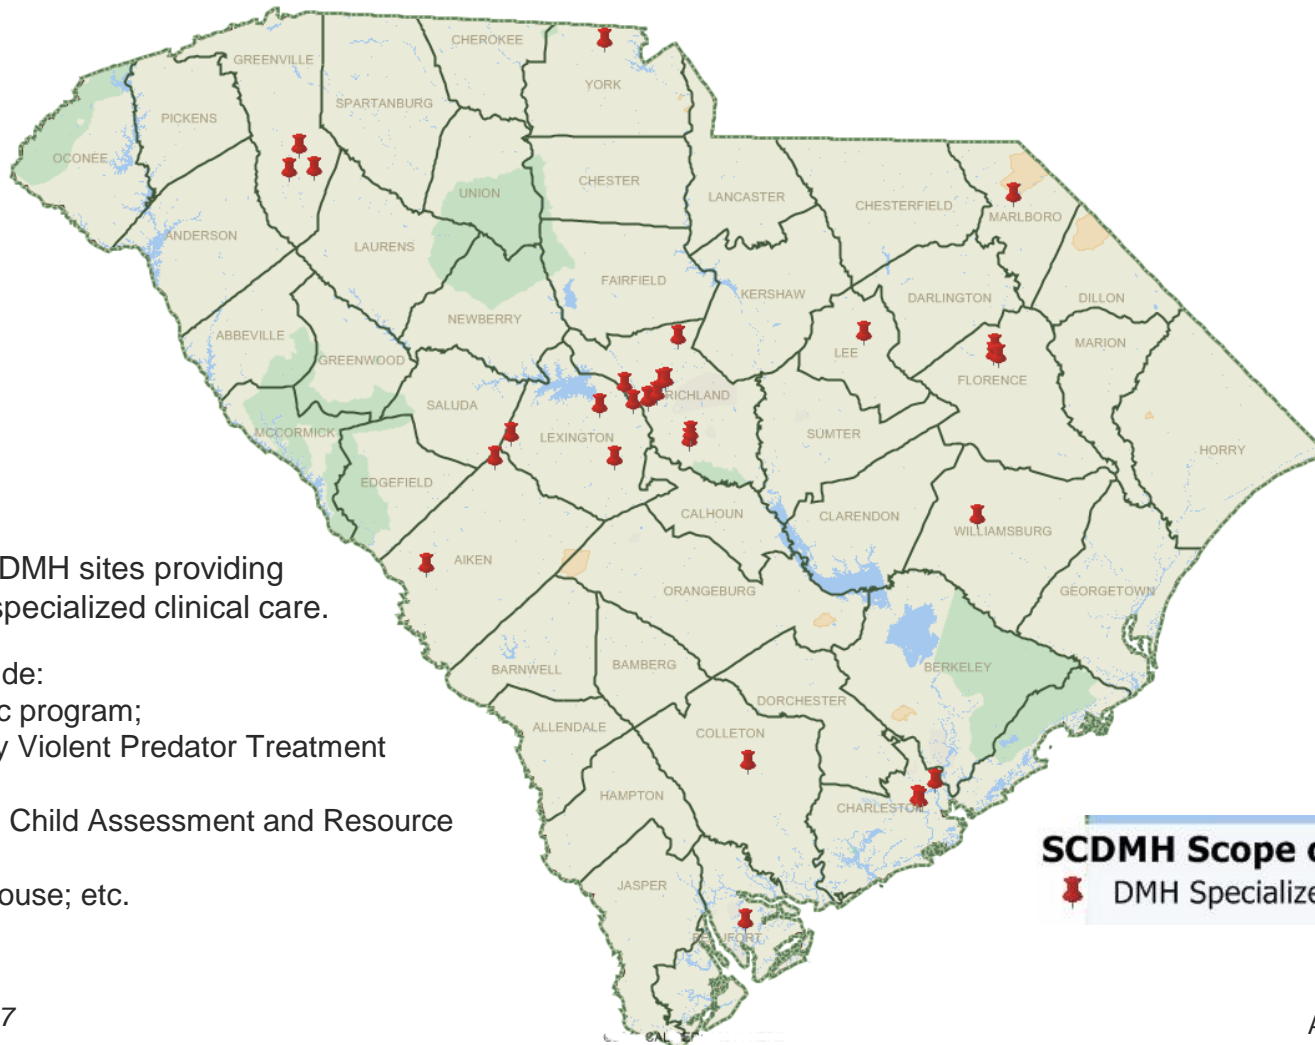 CHEROKEE
GREENVILLE
YORK
SPARTANBURG
PICKENS
OCONEE
CHESTER
UNION
LANCASTER
CHESTERFIELD
MARLBORO
ANDERSON
LAURENS
FAIRFIELD
KERSHAW
DARLINGTON
DILLON
NEWBERRY
ABBEVILLE
GREENWOOD
LEE
MARION
FLORENCE
SALUDA
RICHLAND
MCCORMICK
LEXINGTON
SUMTER
HORRY
EDGEFIELD
CALHOUN
CLARENDON
WILLIAMSBURG
AIKEN
ORANGEBURG
GEORGETOWN
BARNWELL
BAMBERG
BERKELEY
DORCHESTER
ALLENDALE
COLLETON
HAMPTON
CHARLESTON
JASPER
DMH sites providing
specialized clinical care.
de:
c program;
y Violent Predator Treatment
Child Assessment and Resource
ouse; etc.
7
SCDMH Scope o
DMH Specialize
A